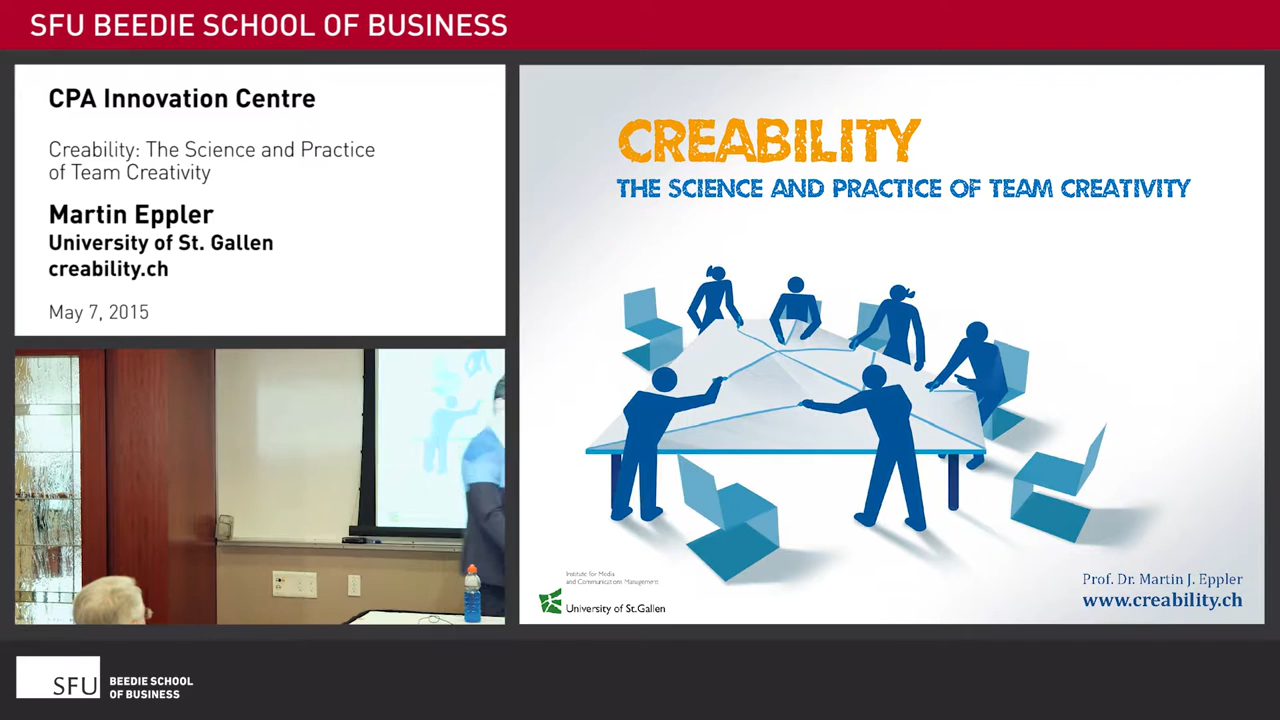 SFU BEEDIE SCHOOL OF BUSINESS
CPA Innovation Centre
Creability: The Science and Practice
of Team Creativity
Martin Eppler
University of St. Gallen
creability.ch
May 7, 2015
CREABILITY
THE SCIENCE AND PRACTICE OF TEAM CREATIVITY
Institute for Media
and Communications Management
University of St.Gallen
Prof. Dr. Martin J. Eppler
www.creability.ch
SFU
BEEDIE SCHOOL
OF BUSINESS